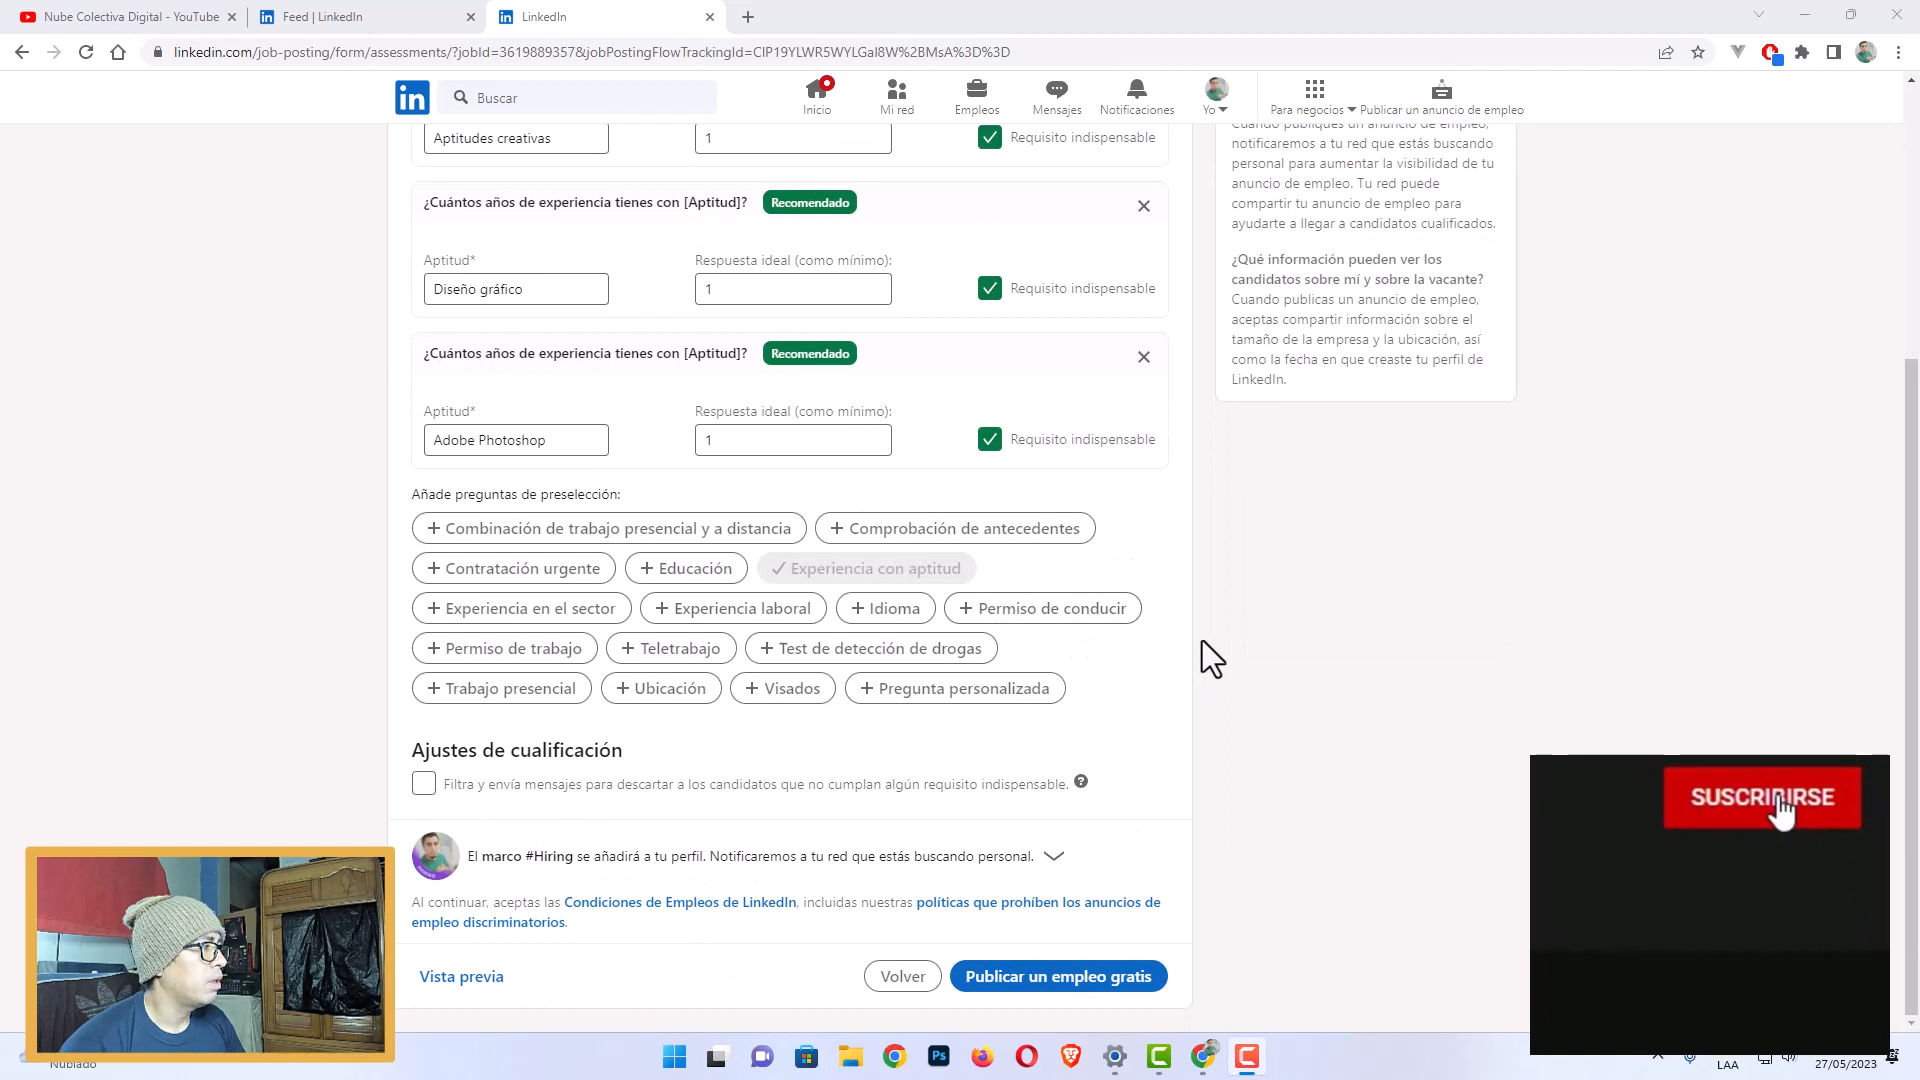 Nube Colectiva Digital - YouTube
Feed | LinkedIn
LinkedIn
linkedin.com/job-posting/form/assessments/?jobId=3619889357&jobPostingFlowTrackingId=CIP19YLWR5WYLGal8W%2BMsA%3D%3D
in
Buscar
Inicio
Mi red
Empleos
Mensajes
Notificaciones
Yo
Para negocios
Publicar un anuncio de empleo
Aptitudes creativas
1
Requisito indispensable
¿Cuántos años de experiencia tienes con [Aptitud]?
Recomendado
Aptitud*
Respuesta ideal (como mínimo):
Diseño gráfico
1
Requisito indispensable
¿Cuántos años de experiencia tienes con [Aptitud]?
Recomendado
Aptitud*
Respuesta ideal (como mínimo):
Adobe Photoshop
1
Requisito indispensable
Añade preguntas de preselección:
+ Combinación de trabajo presencial y a distancia
+ Comprobación de antecedentes
+ Contratación urgente
+ Educación
✓ Experiencia con aptitud
+ Experiencia en el sector
+ Experiencia laboral
+ Idioma
+ Permiso de conducir
+ Permiso de trabajo
+ Teletrabajo
+ Test de detección de drogas
+ Trabajo presencial
+ Ubicación
+ Visados
+ Pregunta personalizada
Ajustes de cualificación
Filtra y envía mensajes para descartar a los candidatos que no cumplan algún requisito indispensable.
El marco #Hiring se añadirá a tu perfil. Notificaremos a tu red que estás buscando personal.
Al continuar, aceptas las Condiciones de Empleos de LinkedIn, incluidas nuestras políticas que prohíben los anuncios de
empleo discriminatorios.
Vista previa
Volver
Publicar un empleo gratis
Cuando publiques un anuncio de empleo,
notificaremos a tu red que estás buscando
personal para aumentar la visibilidad de tu
anuncio de empleo. Tu red puede
compartir tu anuncio de empleo para
ayudarte a llegar a candidatos cualificados.
¿Qué información pueden ver los
candidatos sobre mí y sobre la vacante?
Cuando publicas un anuncio de empleo,
aceptas compartir información sobre el
tamaño de la empresa y la ubicación, así
como la fecha en que creaste tu perfil de
LinkedIn.
SUSCRIBIRSE
Nublado
Ps
LAA
27/05/2023